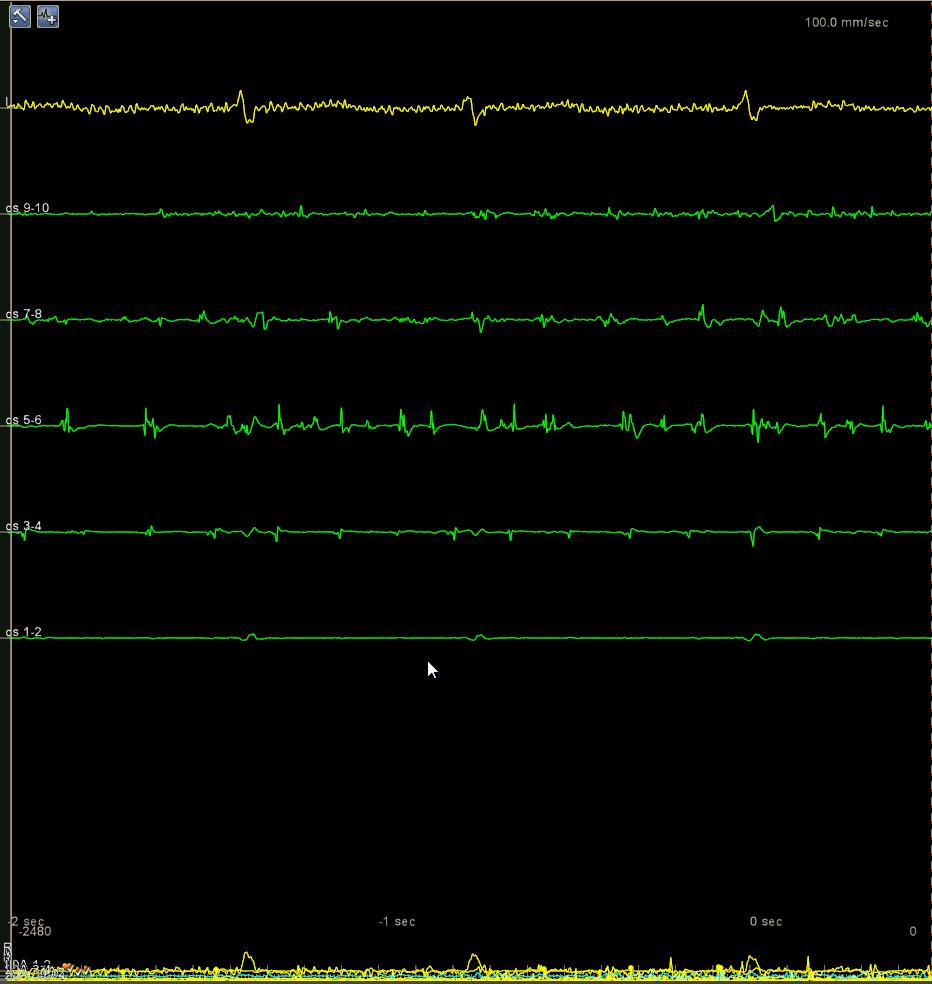 100.0 mm/sec
I
cs 9-10
cs 7-8
cs 5-6
cs 3-4
cs 1-2
-2 sec
-1 sec
0 sec
-2480
0